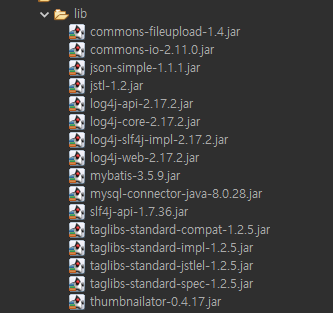 lib
commons-fileupload-1.4.jar
commons-io-2.11.0.jar
json-simple-1.1.1.jar
jstl-1.2.jar
log4j-api-2.17.2.jar
log4j-core-2.17.2.jar
log4j-slf4j-impl-2.17.2.jar
log4j-web-2.17.2.jar
mybatis-3.5.9.jar
mysql-connector-java-8.0.28.jar
slf4j-api-1.7.36.jar
taglibs-standard-compat-1.2.5.jar
taglibs-standard-impl-1.2.5.jar
taglibs-standard-jstlel-1.2.5.jar
taglibs-standard-spec-1.2.5.jar
thumbnailator-0.4.17.jar